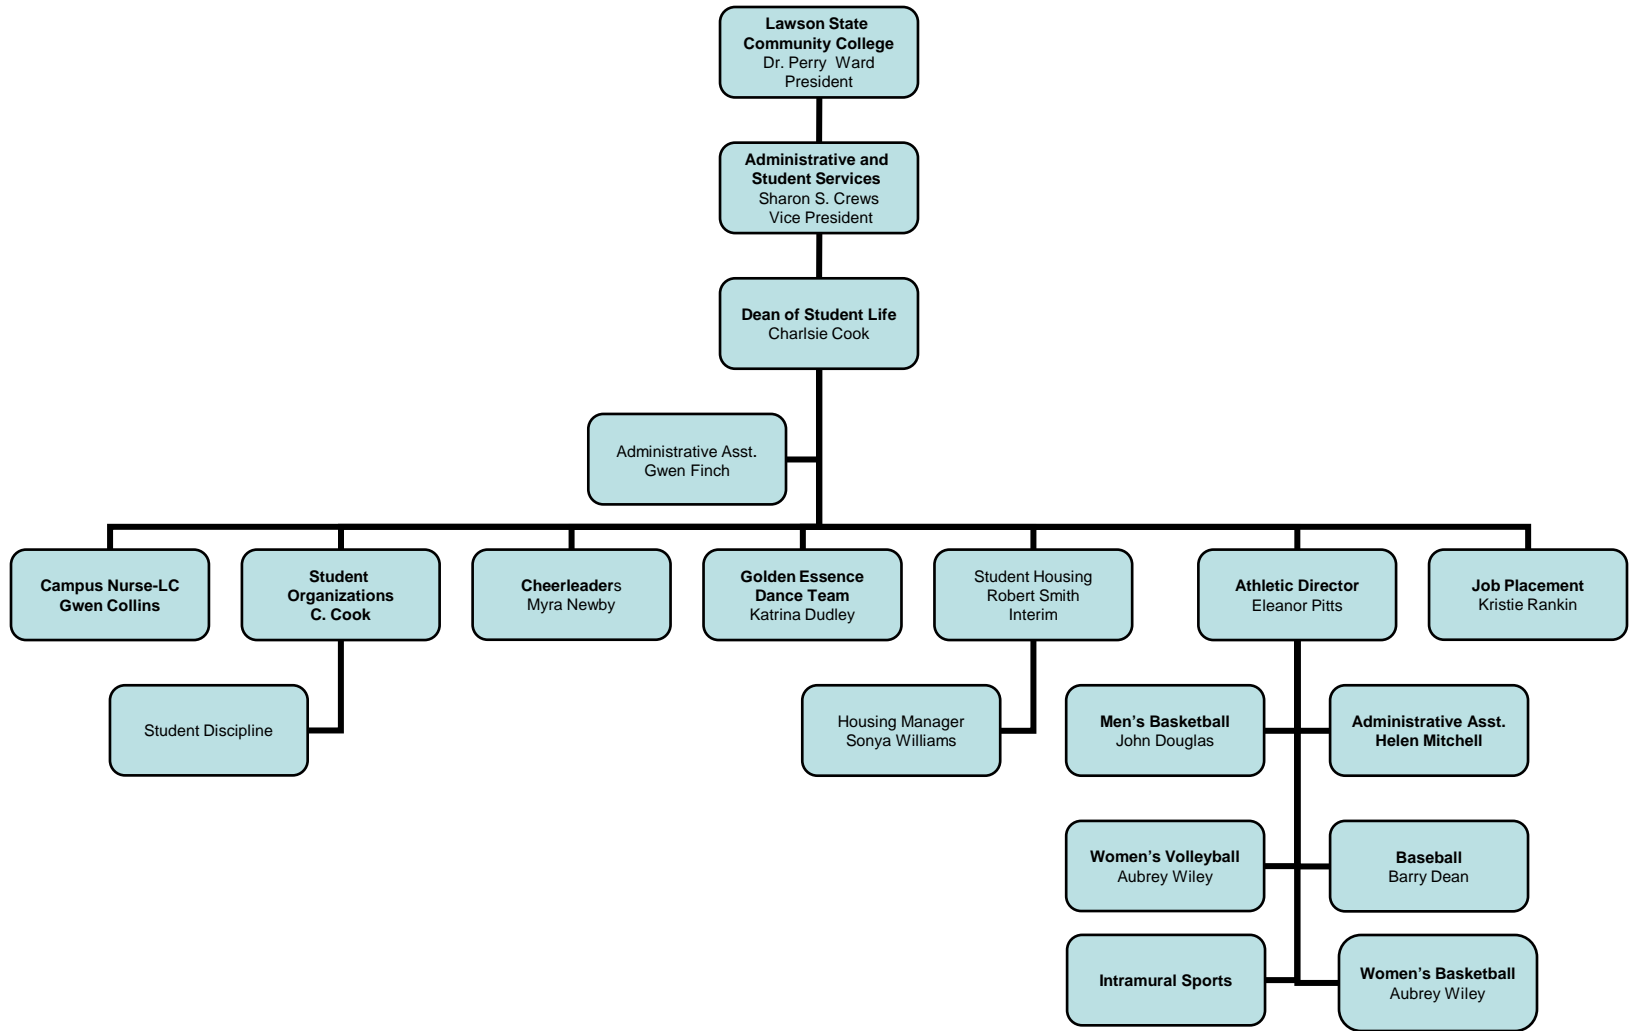 Lawson State
Community College
Dr. Perry  Ward
President
Administrative and
Student Services
Sharon S. Crews
Vice President
Dean of Student Life
Charlsie Cook
Administrative Asst.
Gwen Finch
Campus Nurse-LC
Gwen Collins
Student
Organizations
C. Cook
Cheerleaders
Myra Newby
Golden Essence
Dance Team
Katrina Dudley
Student Housing
Robert Smith
Interim
Athletic Director
Eleanor Pitts
Job Placement
Kristie Rankin
Student Discipline
Housing Manager
Sonya Williams
Men’s Basketball
John Douglas
Administrative Asst.
Helen Mitchell
Women’s Volleyball
Aubrey Wiley
Baseball
Barry Dean
Intramural Sports
Women’s Basketball
Aubrey Wiley